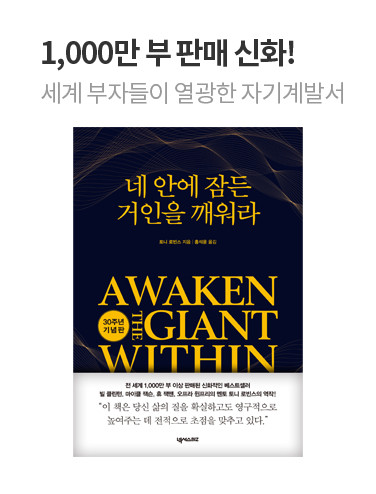 1,000만 부 판매 신화!
세계 부자들이 열광한 자기계발서
네 안에 잠든
거인을 깨워라
토니 로빈스 지음 | 홍석윤 옮김
AWAKEN
THE GIANT
WITHIN
30주년
기념판
전 세계 1,000만 부 이상 판매된 신화적인 베스트셀러
빌 클린턴, 마이클 잭슨, 휴 잭맨, 오프라 윈프리의 멘토 토니 로빈스의 역작!
“이 책은 당신 삶의 질을 확실하고도 영구적으로
높여주는 데 전적으로 초점을 맞추고 있다.”
넥서스BIZ